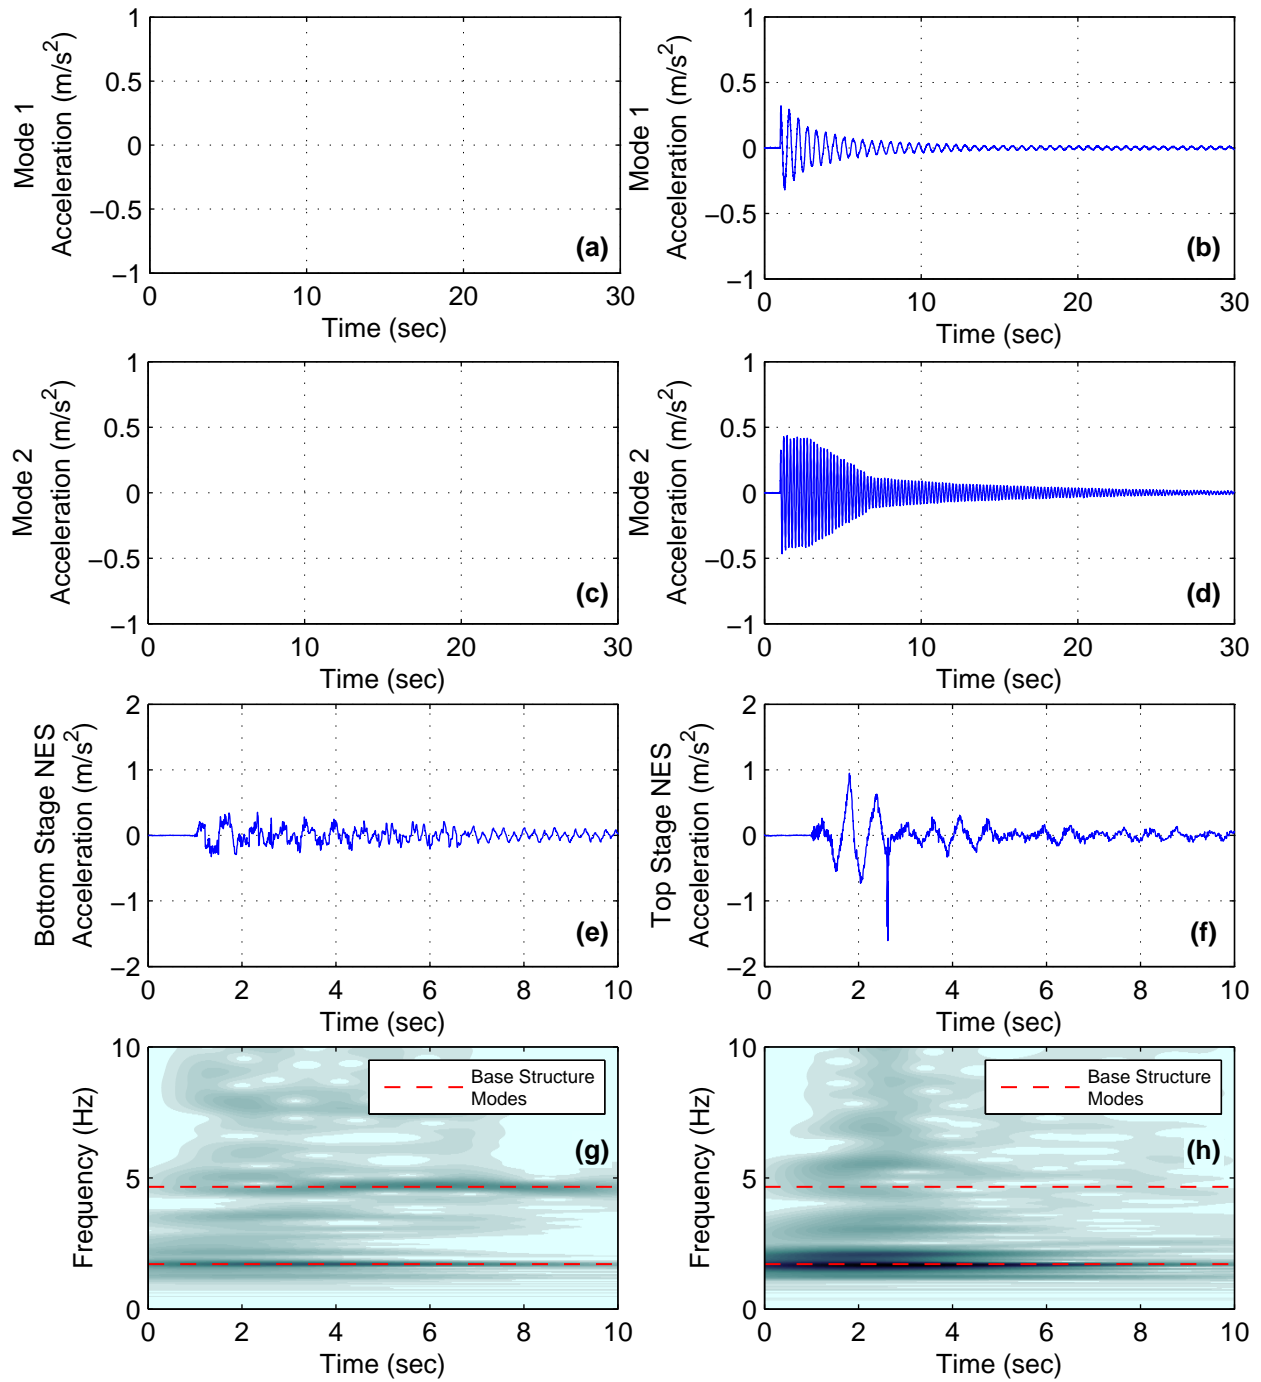 1
0.5
0
−0.5
−1
0 10 20 30
Time (sec)
Mode 1
Acceleration (m/s²)
(a)
1
0.5
0
−0.5
−1
0 10 20 30
Time (sec)
Mode 1
Acceleration (m/s²)
(b)
1
0.5
0
−0.5
−1
0 10 20 30
Time (sec)
Mode 2
Acceleration (m/s²)
(c)
1
0.5
0
−0.5
−1
0 10 20 30
Time (sec)
Mode 2
Acceleration (m/s²)
(d)
2
1
0
−1
−2
0 2 4 6 8 10
Time (sec)
Bottom Stage NES
Acceleration (m/s²)
(e)
2
1
0
−1
−2
0 2 4 6 8 10
Time (sec)
Top Stage NES
Acceleration (m/s²)
(f)
10
5
0
0 2 4 6 8 10
Time (sec)
Frequency (Hz)
Base Structure
Modes
(g)
10
5
0
0 2 4 6 8 10
Time (sec)
Frequency (Hz)
Base Structure
Modes
(h)